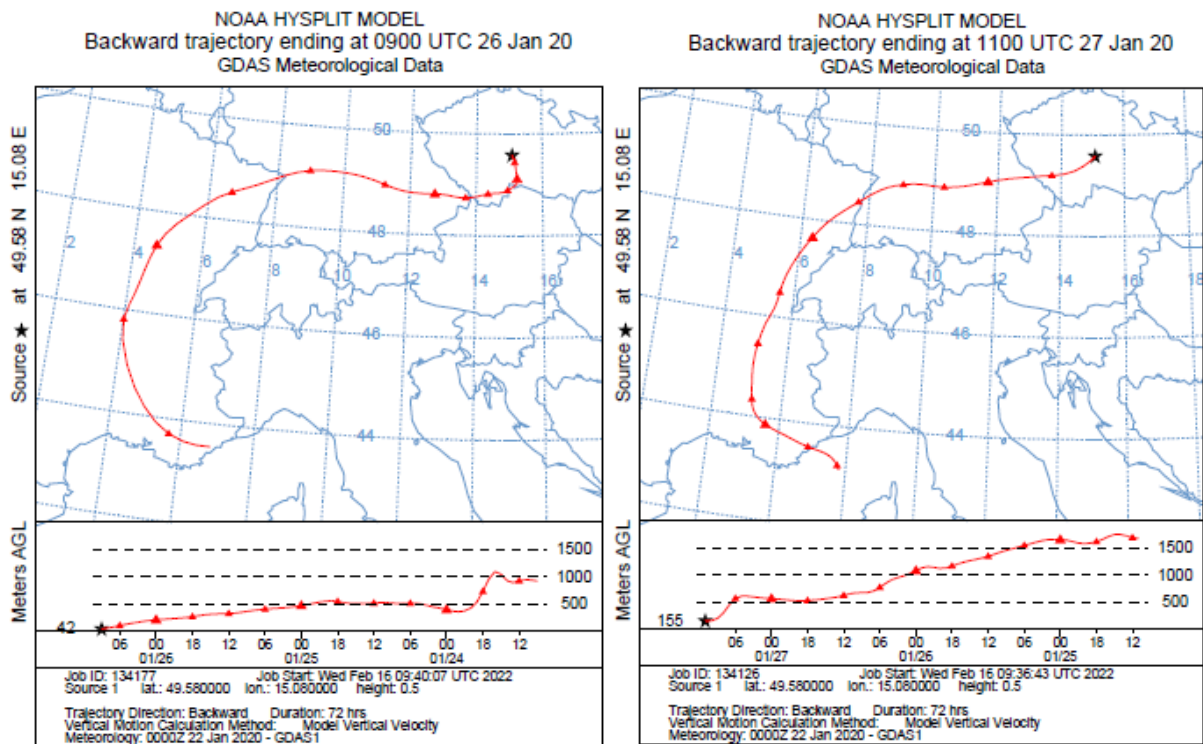 NOAA HYSPLIT MODEL
Backward trajectory ending at 0900 UTC 26 Jan 20
GDAS Meteorological Data
Source ★ at 49.58 N 15.08 E
50
48
46
44
2
4
6
8
10
12
14
16
Meters AGL
1500
1000
500
42
06 00 18 12 06 00 18 12 06 00 18 12
01/26 01/25 01/24
Job ID: 134177 Job Start: Wed Feb 16 09:40:07 UTC 2022
Source 1 lat.: 49.580000 lon.: 15.080000 height: 0.5
Trajectory Direction: Backward Duration: 72 hrs
Vertical Motion Calculation Method: Model Vertical Velocity
Meteorology: 0000Z 22 Jan 2020 - GDAS1
NOAA HYSPLIT MODEL
Backward trajectory ending at 1100 UTC 27 Jan 20
GDAS Meteorological Data
Source ★ at 49.58 N 15.08 E
50
48
46
44
2
4
6
8
10
12
14
16
18
Meters AGL
1500
1000
500
155
06 00 18 12 06 00 18 12 06 00 18 12
01/27 01/26 01/25
Job ID: 134126 Job Start: Wed Feb 16 09:36:43 UTC 2022
Source 1 lat.: 49.580000 lon.: 15.080000 height: 0.5
Trajectory Direction: Backward Duration: 72 hrs
Vertical Motion Calculation Method: Model Vertical Velocity
Meteorology: 0000Z 22 Jan 2020 - GDAS1